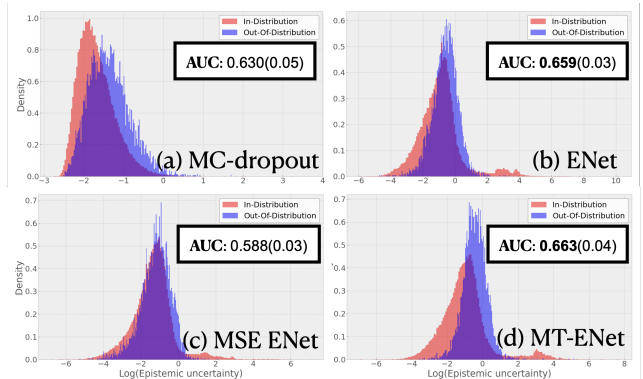 In-Distribution
Out-Of-Distribution
AUC: 0.630(0.05)
(a) MC-dropout
Density
1.0
0.8
0.6
0.4
0.2
0.0
−3 −2 −1 0 1 2 3 4
In-Distribution
Out-Of-Distribution
AUC: 0.659(0.03)
(b) ENet
0.6
0.5
0.4
0.3
0.2
0.1
0.0
−6 −4 −2 0 2 4 6 8 10
In-Distribution
Out-Of-Distribution
AUC: 0.588(0.03)
(c) MSE ENet
Density
0.7
0.6
0.5
0.4
0.3
0.2
0.1
0.0
−6 −4 −2 0 2 4 6
Log(Epistemic uncertainty)
In-Distribution
Out-Of-Distribution
AUC: 0.663(0.04)
(d) MT-ENet
0.7
0.6
0.5
0.4
0.3
0.2
0.1
0.0
−6 −4 −2 0 2 4 6 8
Log(Epistemic uncertainty)